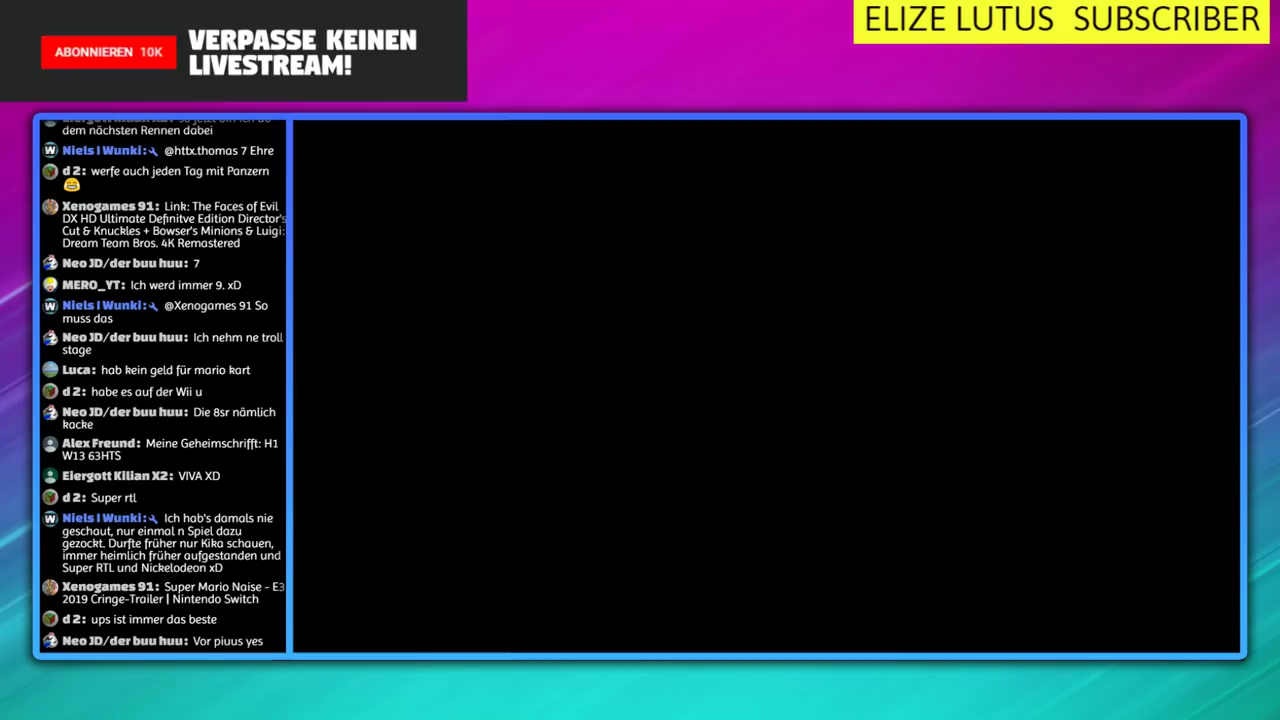 ABONNIEREN 10K
VERPASSE KEINEN
LIVESTREAM!
ELIZE LUTUS SUBSCRIBER
dem nächsten Rennen dabei
Niels | Wunki: @httx.thomas 7 Ehre
d 2: werfe auch jeden Tag mit Panzern
😂
Xenogames 91: Link: The Faces of Evil
DX HD Ultimate Definitve Edition Director's
Cut & Knuckles + Bowser's Minions & Luigi:
Dream Team Bros. 4K Remastered
Neo JD/der buu huu: 7
MERO_YT: Ich werd immer 9. xD
Niels | Wunki: @Xenogames 91 So
muss das
Neo JD/der buu huu: Ich nehm ne troll
stage
Luca: hab kein geld für mario kart
d 2: habe es auf der Wii u
Neo JD/der buu huu: Die 8sr nämlich
kacke
Alex Freund: Meine Geheimschrifft: H1
W13 63HTS
Eiergott Kilian X2: VIVA XD
d 2: Super rtl
Niels | Wunki: Ich hab's damals nie
geschaut, nur einmal n Spiel dazu
gezockt. Durfte früher nur Kika schauen,
immer heimlich früher aufgestanden und
Super RTL und Nickelodeon xD
Xenogames 91: Super Mario Naise - E3
2019 Cringe-Trailer | Nintendo Switch
d 2: ups ist immer das beste
Neo JD/der buu huu: Vor piuus yes